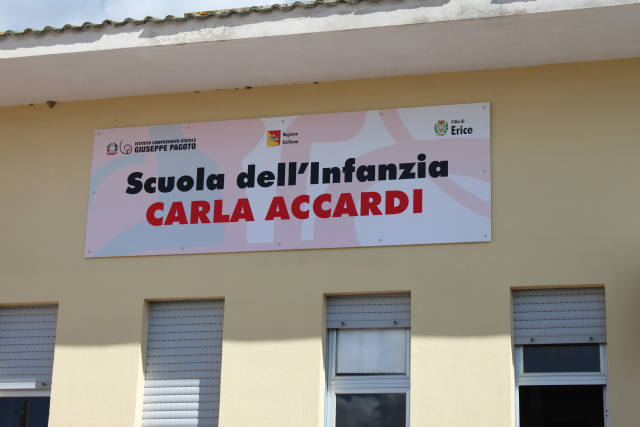 ISTITUTO COMPRENSIVO STATALE
GIUSEPPE PAGOTO
Regione
Siciliana
Città di
Erice
Scuola dell'Infanzia
CARLA ACCARDI